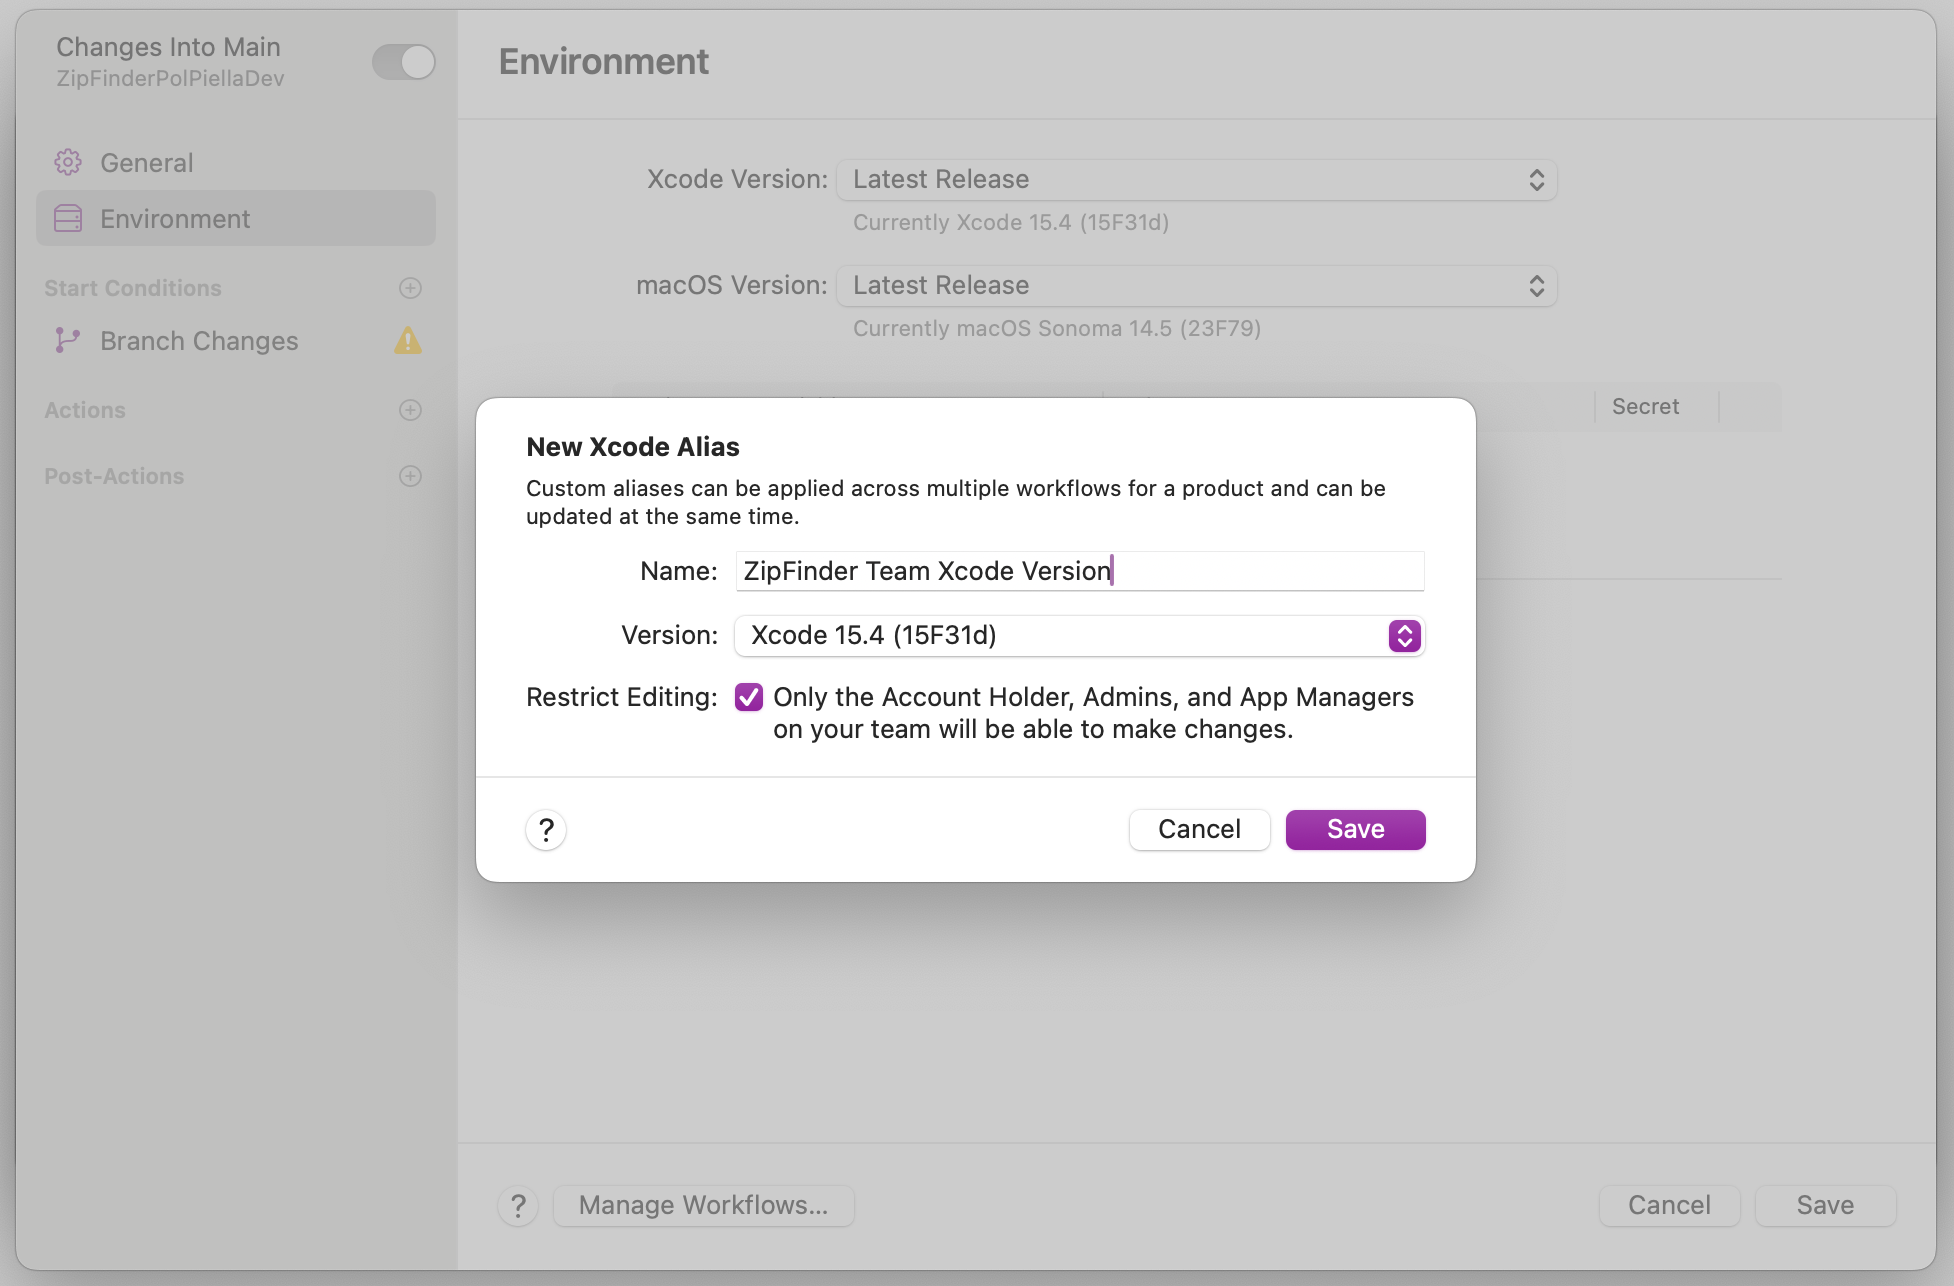 Changes Into Main
ZipFinderPolPiellaDev
General
Environment
Start Conditions
Branch Changes
Actions
Post-Actions
Environment
Xcode Version: Latest Release
Currently Xcode 15.4 (15F31d)
macOS Version: Latest Release
Currently macOS Sonoma 14.5 (23F79)
Secret
New Xcode Alias
Custom aliases can be applied across multiple workflows for a product and can be
updated at the same time.
Name: ZipFinder Team Xcode Version
Version: Xcode 15.4 (15F31d)
Restrict Editing: Only the Account Holder, Admins, and App Managers
on your team will be able to make changes.
? Cancel Save
? Manage Workflows... Cancel Save